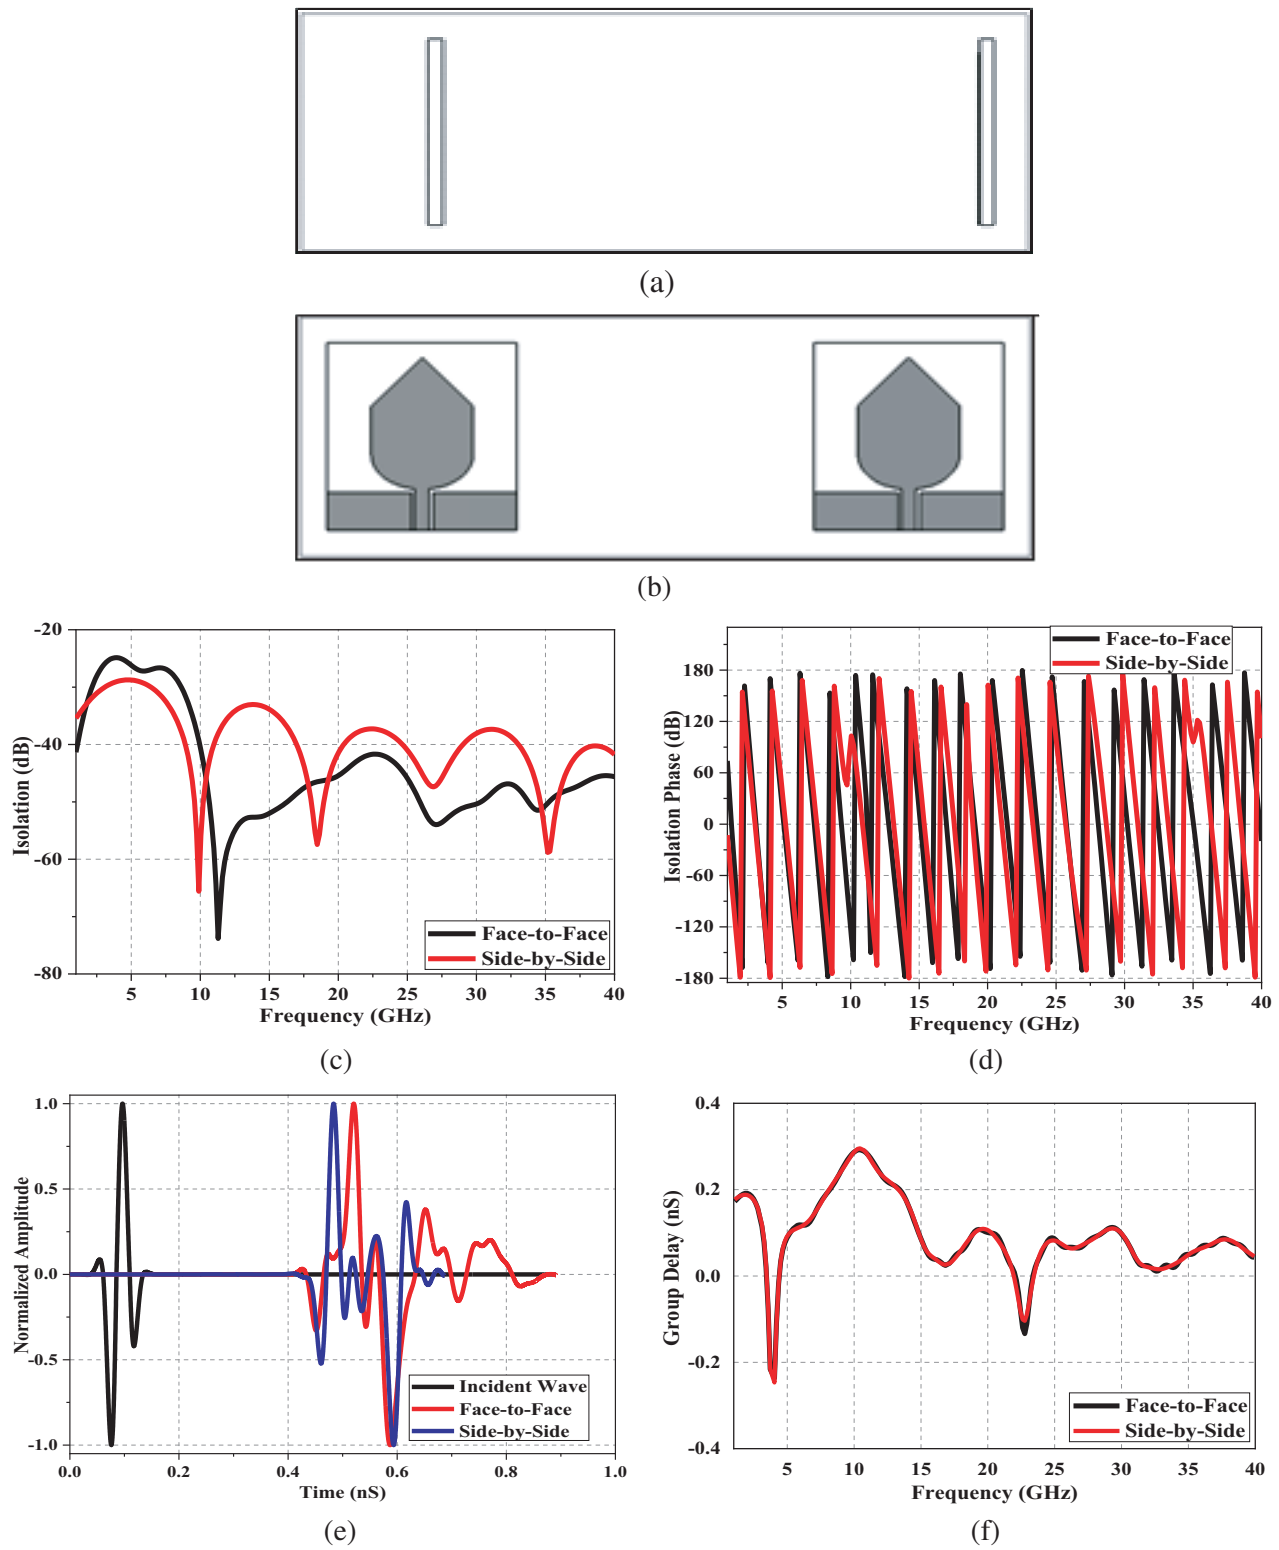 (a)
(b)
-20
-40
-60
-80
Isolation (dB)
5 10 15 20 25 30 35 40
Frequency (GHz)
Face-to-Face
Side-by-Side
(c)
180
120
60
0
-60
-120
-180
Isolation Phase (dB)
5 10 15 20 25 30 35 40
Frequency (GHz)
Face-to-Face
Side-by-Side
(d)
1.0
0.5
0.0
-0.5
-1.0
Normalized Amplitude
0.0 0.2 0.4 0.6 0.8 1.0
Time (nS)
Incident Wave
Face-to-Face
Side-by-Side
(e)
0.4
0.2
0.0
-0.2
-0.4
Group Delay (nS)
5 10 15 20 25 30 35 40
Frequency (GHz)
Face-to-Face
Side-by-Side
(f)